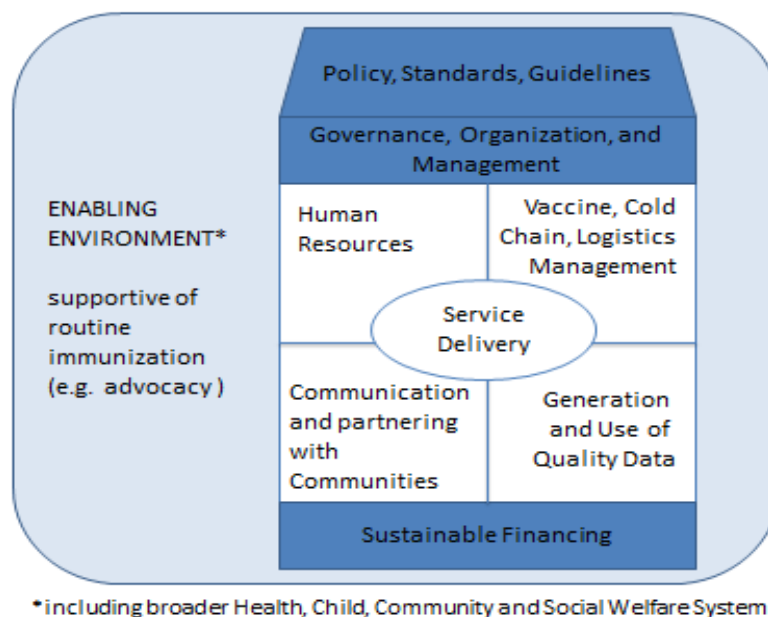 Policy, Standards, Guidelines
Governance, Organization, and
Management
ENABLING
ENVIRONMENT*
supportive of
routine
immunization
(e.g. advocacy )
Human
Resources
Vaccine, Cold
Chain, Logistics
Management
Service
Delivery
Communication
and partnering
with
Communities
Generation
and Use of
Quality Data
Sustainable Financing
*including broader Health, Child, Community and Social Welfare System